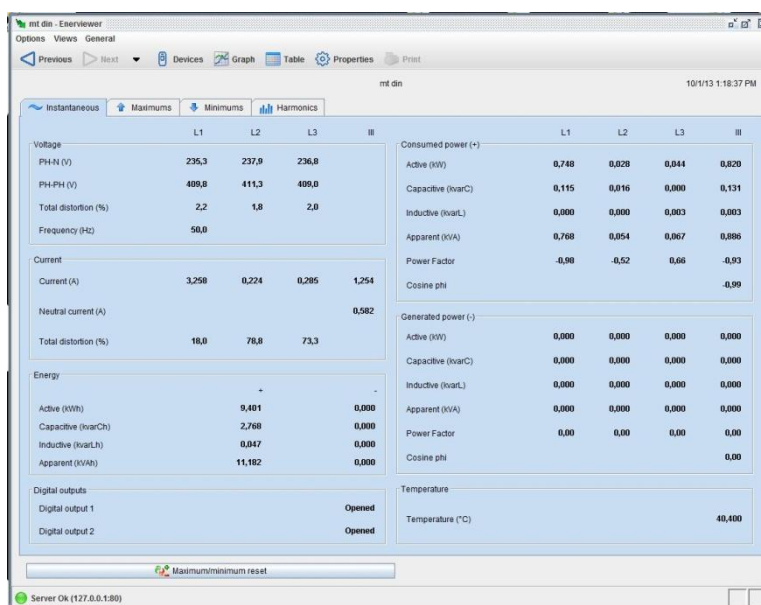 mt din - Enerviewer
Options Views General
Previous Next Devices Graph Table Properties Print
mt din 10/1/13 1:18:37 PM
Instantaneous Maximums Minimums Harmonics
L1 L2 L3 III
Voltage
PH-N (V) 235,3 237,9 236,8
PH-PH (V) 409,8 411,3 409,0
Total distortion (%) 2,2 1,8 2,0
Frequency (Hz) 50,0
Current
Current (A) 3,258 0,224 0,285 1,254
Neutral current (A) 0,582
Total distortion (%) 18,0 78,8 73,3
Energy
+ -
Active (kWh) 9,401 0,000
Capacitive (kvarCh) 2,768 0,000
Inductive (kvarLh) 0,047 0,000
Apparent (kVAh) 11,182 0,000
Digital outputs
Digital output 1 Opened
Digital output 2 Opened
L1 L2 L3 III
Consumed power (+)
Active (kW) 0,748 0,028 0,044 0,820
Capacitive (kvarC) 0,115 0,016 0,000 0,131
Inductive (kvarL) 0,000 0,000 0,003 0,003
Apparent (kVA) 0,768 0,054 0,067 0,886
Power Factor -0,98 -0,52 0,66 -0,93
Cosine phi -0,99
Generated power (-)
Active (kW) 0,000 0,000 0,000 0,000
Capacitive (kvarC) 0,000 0,000 0,000 0,000
Inductive (kvarL) 0,000 0,000 0,000 0,000
Apparent (kVA) 0,000 0,000 0,000 0,000
Power Factor 0,00 0,00 0,00 0,00
Cosine phi 0,00
Temperature
Temperature (°C) 40,400
Maximum/minimum reset
Server Ok (127.0.0.1:80)